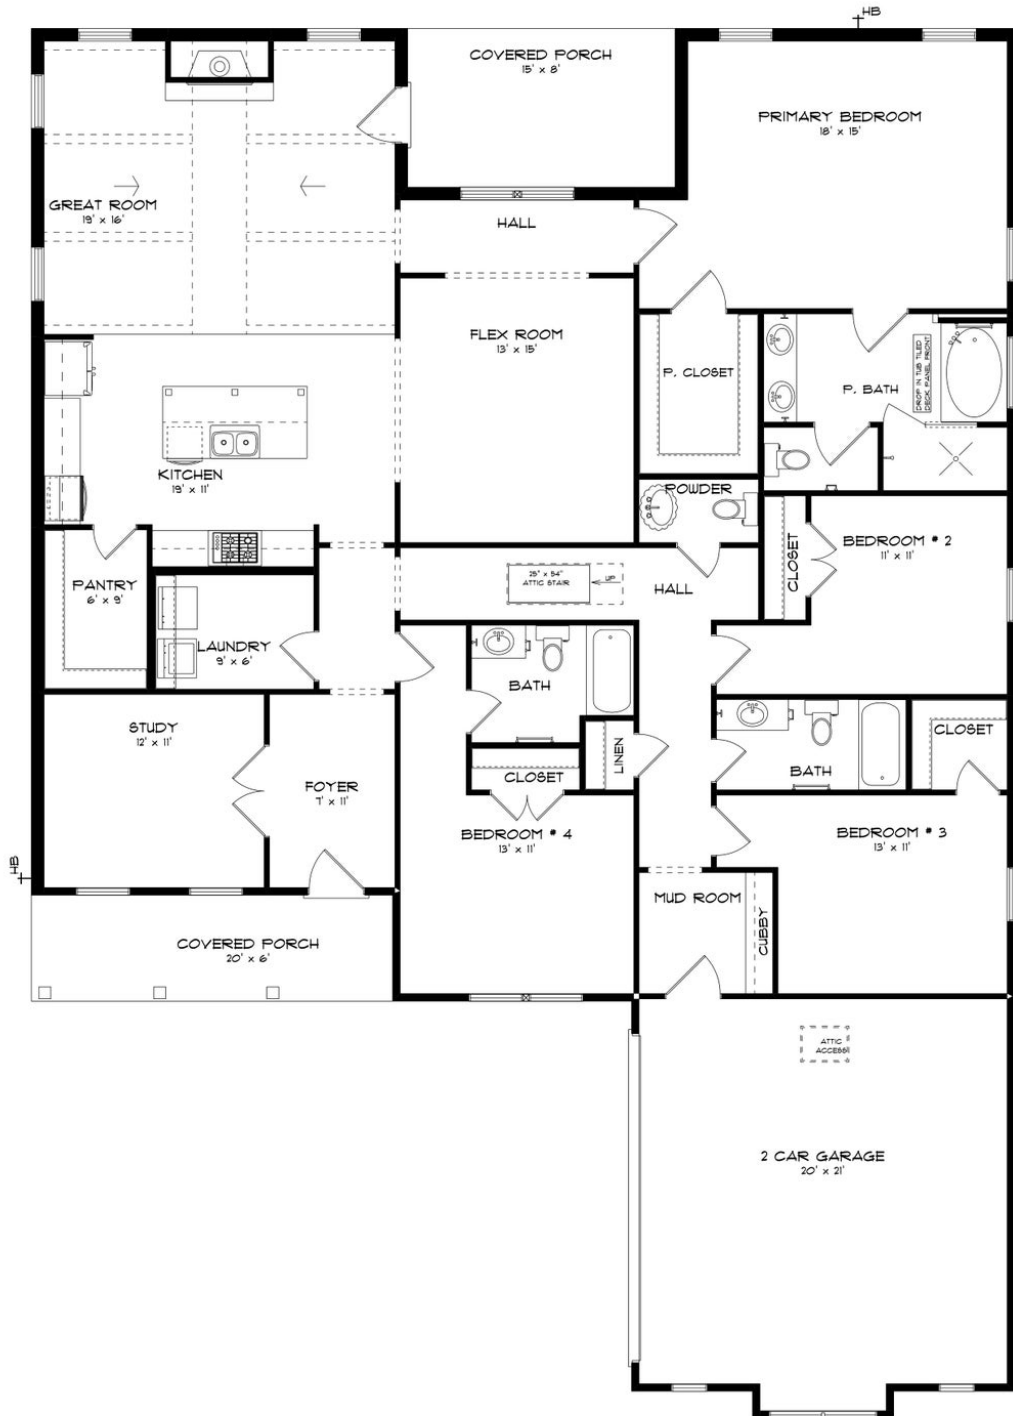 HB
COVERED PORCH
15' x 8'
PRIMARY BEDROOM
18' x 15'
GREAT ROOM
19' x 16'
HALL
FLEX ROOM
13' x 15'
P. CLOSET
DROP IN TUB TILED
DECK PANEL FRONT
P. BATH
KITCHEN
19' x 11'
POWDER
BEDROOM # 2
11' x 11'
CLOSET
PANTRY
6' x 9'
25" x 54"
ATTIC STAIR
UP
HALL
LAUNDRY
9' x 6'
BATH
STUDY
12' x 11'
CLOSET
LINEN
BATH
CLOSET
FOYER
7' x 11'
BEDROOM # 4
13' x 11'
BEDROOM # 3
13' x 11'
HB
MUD ROOM
CUBBY
COVERED PORCH
20' x 6'
ATTIC
ACCESS
2 CAR GARAGE
20' x 21'